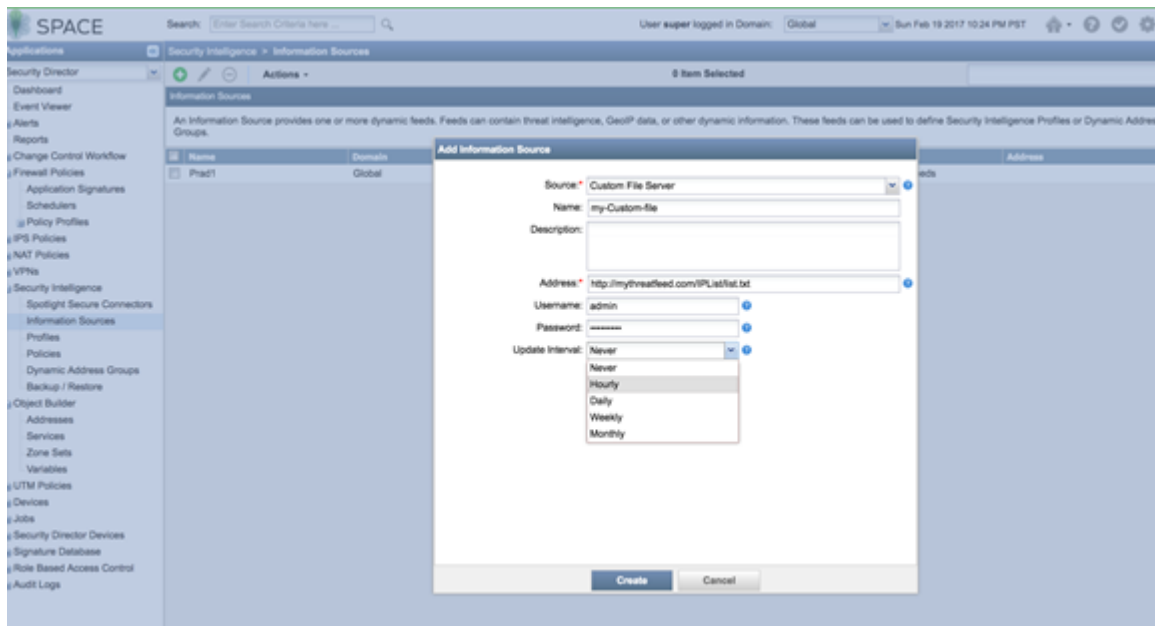 SPACE
Search: Enter Search Criteria here ...
User super logged in Domain: Global
Sun Feb 19 2017 10:24 PM PST
Applications
Security Intelligence > Information Sources
Security Director
Actions
0 Item Selected
Dashboard
Event Viewer
Alerts
Reports
Change Control Workflow
Firewall Policies
Application Signatures
Schedulers
Policy Profiles
IPS Policies
NAT Policies
VPNs
Security Intelligence
Spotlight Secure Connectors
Information Sources
Profiles
Policies
Dynamic Address Groups
Backup / Restore
Object Builder
Addresses
Services
Zone Sets
Variables
UTM Policies
Devices
Jobs
Security Director Devices
Signature Database
Role Based Access Control
Audit Logs
Information Sources
An Information Source provides one or more dynamic feeds. Feeds can contain threat intelligence, GeoIP data, or other dynamic information. These feeds can be used to define Security Intelligence Profiles or Dynamic Addre
Groups.
Name Domain Address
Prad1 Global eds
Add Information Source
Source:* Custom File Server
Name: my-Custom-file
Description:
Address:* http://mythreatfeed.com/IPList/list.txt
Username: admin
Password:
Update Interval: Never
Never
Hourly
Daily
Weekly
Monthly
Create Cancel